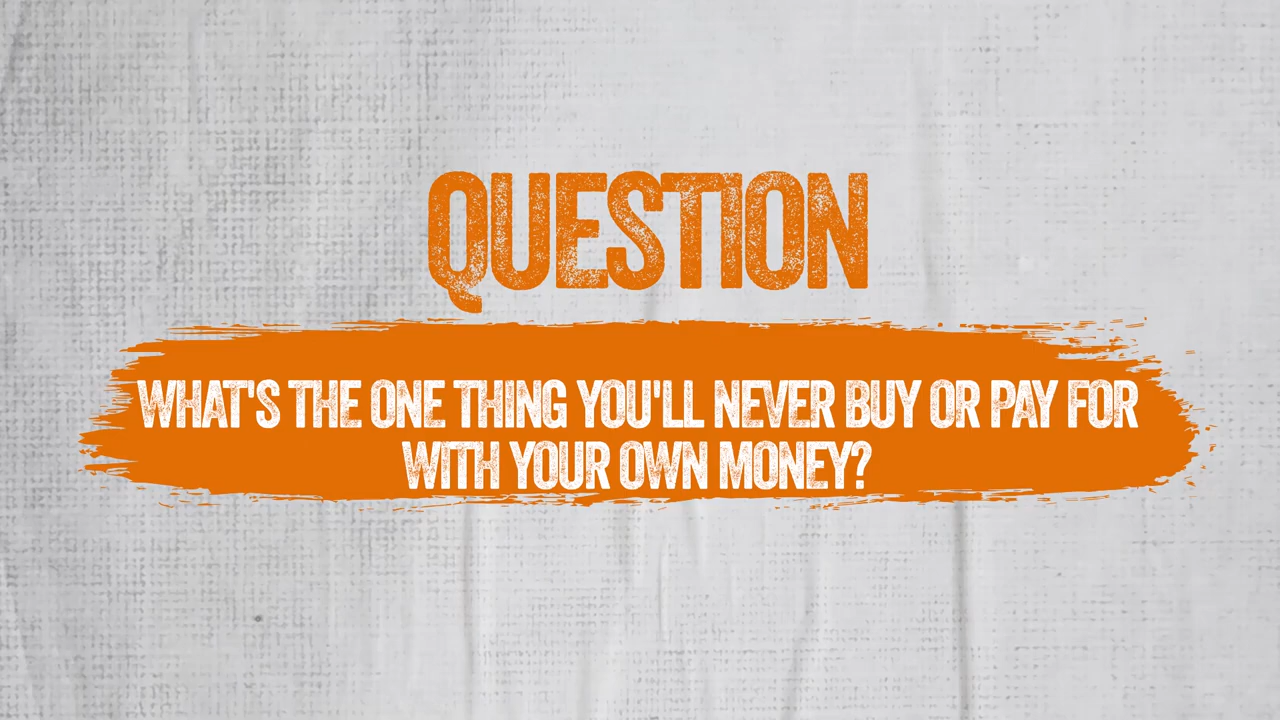 QUESTION
WHAT'S THE ONE THING YOU'LL NEVER BUY OR PAY FOR
WITH YOUR OWN MONEY?